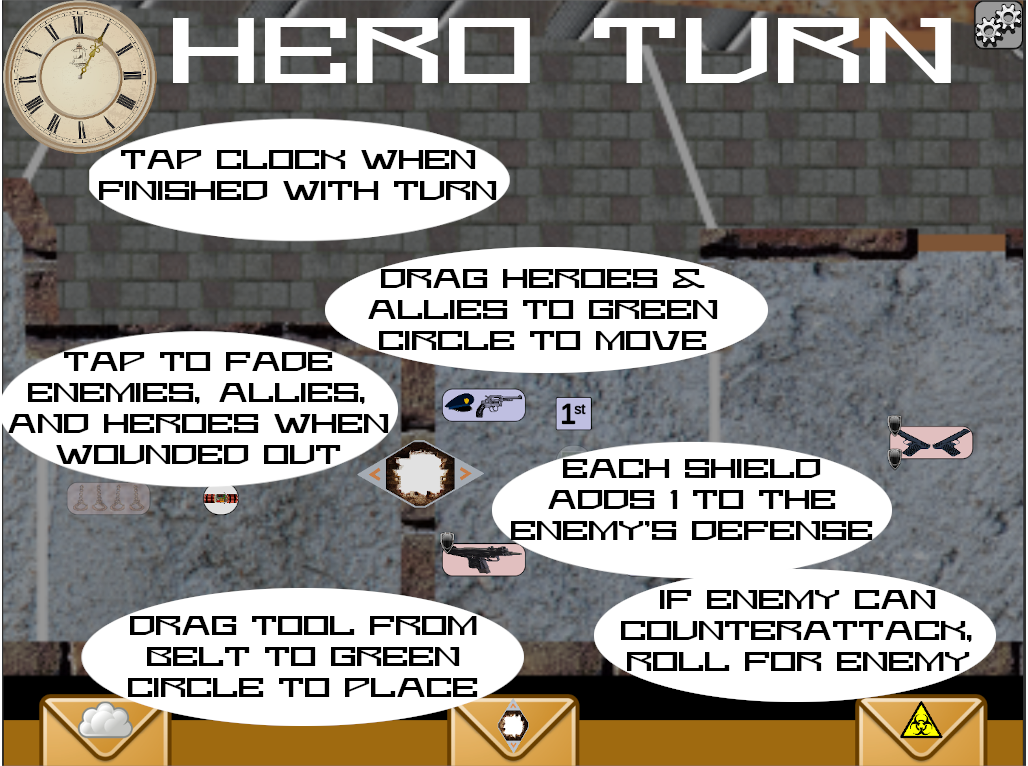 HERO TURN
TAP CLOCK WHEN
FINISHED WITH TURN
DRAG HEROES &
ALLIES TO GREEN
CIRCLE TO MOVE
TAP TO FADE
ENEMIES, ALLIES,
AND HEROES WHEN
WOUNDED OUT
1st
EACH SHIELD
ADDS 1 TO THE
ENEMY'S DEFENSE
IF ENEMY CAN
COUNTERATTACK,
ROLL FOR ENEMY
DRAG TOOL FROM
BELT TO GREEN
CIRCLE TO PLACE